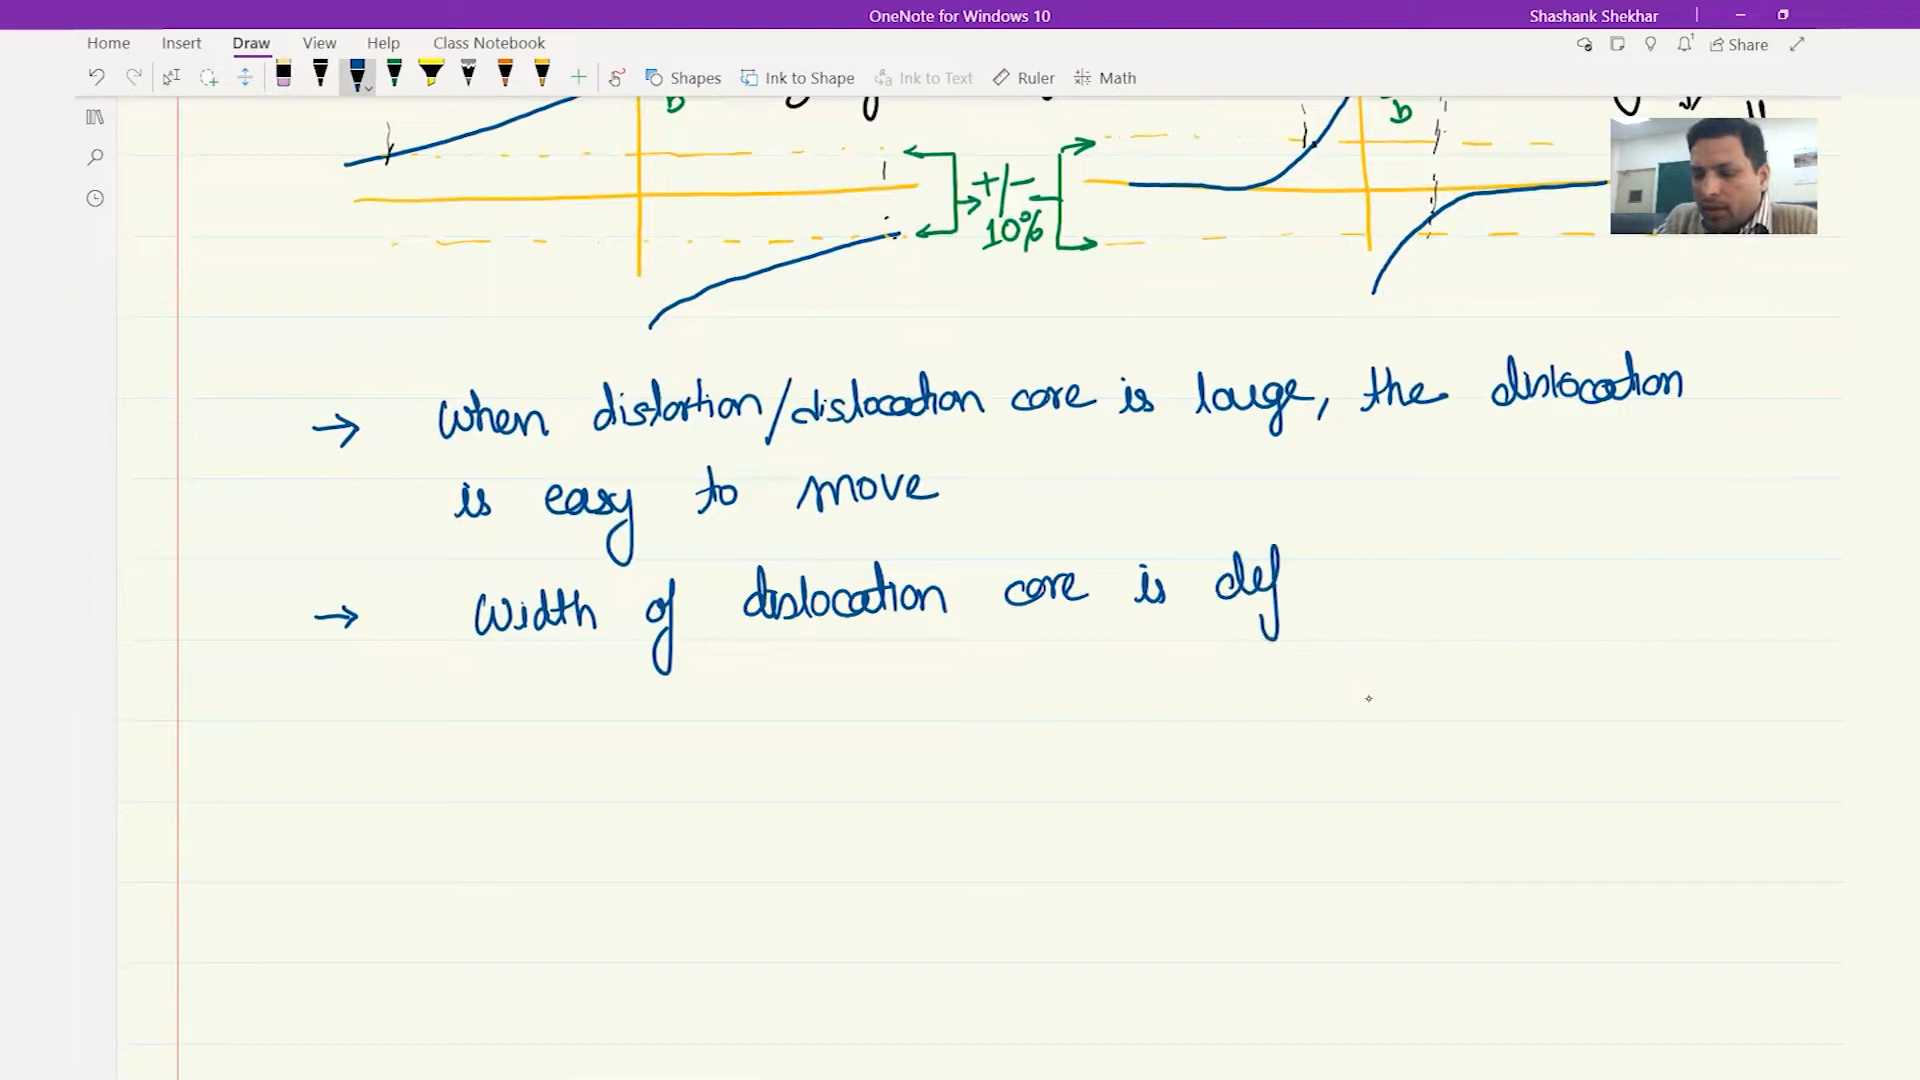 OneNote for Windows 10
Shashank Shekhar
Home Insert Draw View Help Class Notebook
Share
Shapes Ink to Shape Ink to Text Ruler Math
b
b
+/-
10%
→ When distortion/dislocation core is large, the dislocation
is easy to move
→ Width of dislocation core is def